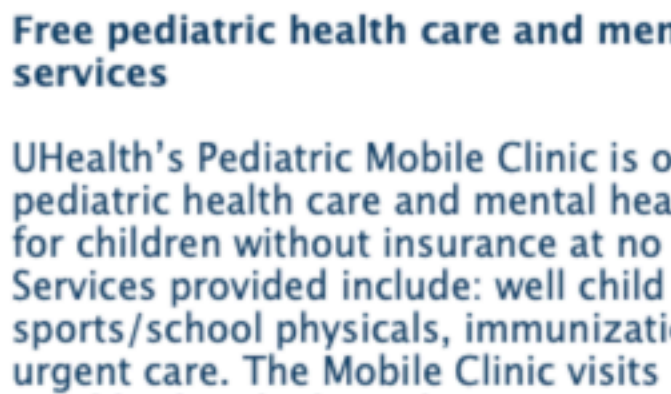 Free pediatric health care and men
services
UHealth's Pediatric Mobile Clinic is o
pediatric health care and mental hea
for children without insurance at no
Services provided include: well child
sports/school physicals, immunizati
urgent care. The Mobile Clinic visits